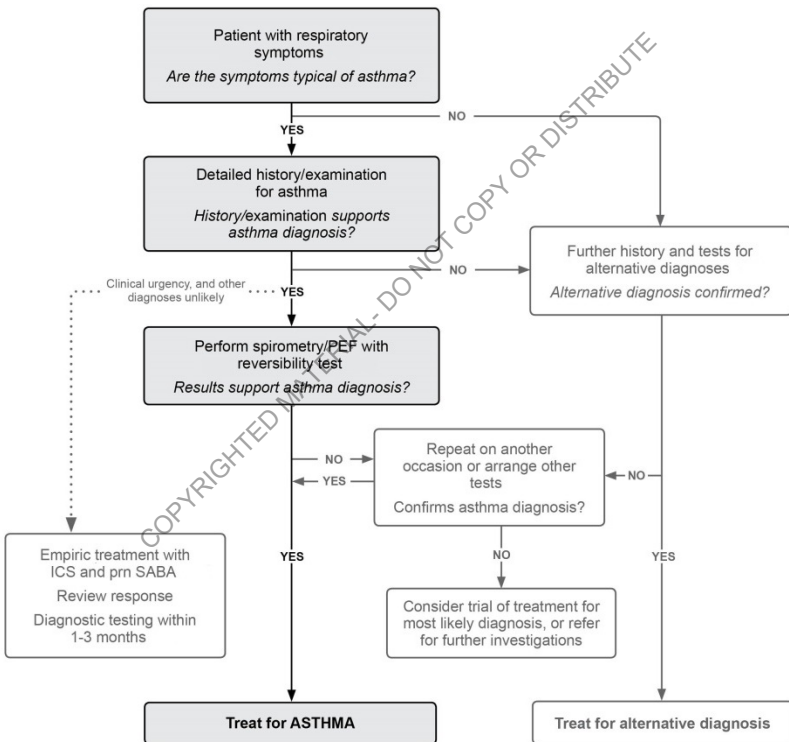 Patient with respiratory
symptoms
Are the symptoms typical of asthma?
NO
YES
Detailed history/examination
for asthma
History/examination supports
asthma diagnosis?
NO
Further history and tests for
alternative diagnoses
Alternative diagnosis confirmed?
Clinical urgency, and other
diagnoses unlikely
YES
Perform spirometry/PEF with
reversibility test
Results support asthma diagnosis?
NO
YES
Repeat on another
occasion or arrange other
tests
Confirms asthma diagnosis?
NO
Empiric treatment with
ICS and prn SABA
Review response
Diagnostic testing within
1-3 months
YES
NO
YES
Consider trial of treatment for
most likely diagnosis, or refer
for further investigations
Treat for ASTHMA
Treat for alternative diagnosis
COPYRIGHTED MATERIAL- DO NOT COPY OR DISTRIBUTE